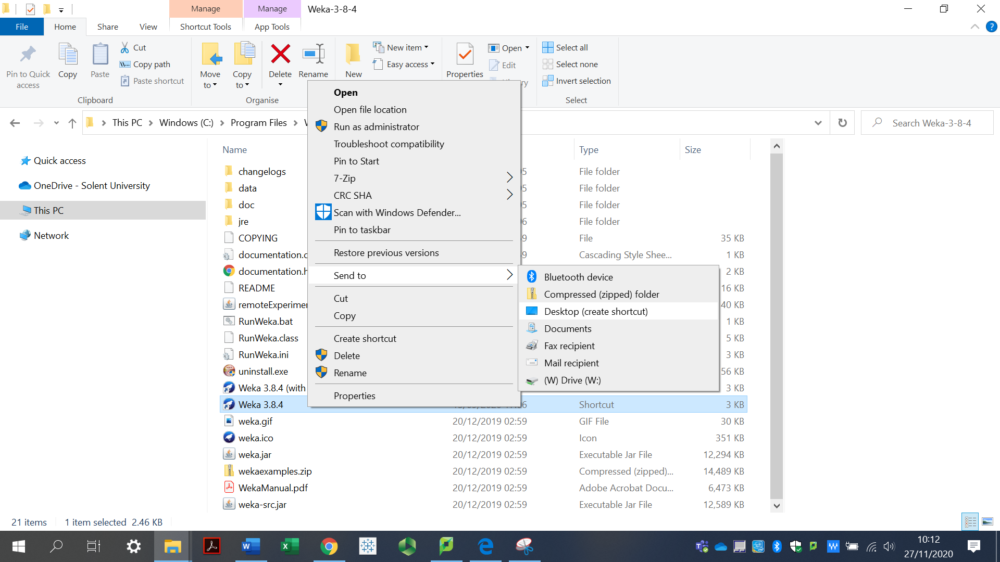 Manage Manage Weka-3-8-4
File Home Share View Shortcut Tools App Tools
Pin to Quick access
Copy
Paste
Cut
Copy path
Paste shortcut
Clipboard
Move to
Copy to
Delete
Rename
Organise
New
New item
Easy access
Properties
Open
Edit
Select all
Select none
Invert selection
Select
This PC > Windows (C:) > Program Files >
Search Weka-3-8-4
Quick access
OneDrive - Solent University
This PC
Network
Name Type Size
changelogs File folder
data File folder
doc File folder
jre File folder
COPYING File 35 KB
documentation.c Cascading Style Shee... 1 KB
documentation.h 2 KB
README 16 KB
remoteExperimer 40 KB
RunWeka.bat 1 KB
RunWeka.class 5 KB
RunWeka.ini 3 KB
uninstall.exe 56 KB
Weka 3.8.4 (with 3 KB
Weka 3.8.4 Shortcut 3 KB
weka.gif 20/12/2019 02:59 GIF File 30 KB
weka.ico 20/12/2019 02:59 Icon 351 KB
weka.jar 20/12/2019 02:59 Executable Jar File 12,294 KB
wekaexamples.zip 20/12/2019 02:59 Compressed (zipped)... 14,489 KB
WekaManual.pdf 20/12/2019 02:59 Adobe Acrobat Docu... 6,473 KB
weka-src.jar 20/12/2019 02:59 Executable Jar File 12,589 KB
Open
Open file location
Run as administrator
Troubleshoot compatibility
Pin to Start
7-Zip
CRC SHA
Scan with Windows Defender...
Pin to taskbar
Restore previous versions
Send to
Cut
Copy
Create shortcut
Delete
Rename
Properties
Bluetooth device
Compressed (zipped) folder
Desktop (create shortcut)
Documents
Fax recipient
Mail recipient
(W) Drive (W:)
21 items 1 item selected 2.46 KB
10:12
27/11/2020